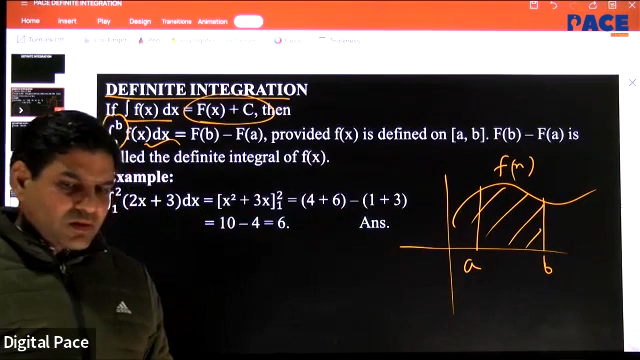 PACE DEFINITE INTEGRATION
Home Insert Design Transitions Animation
PACE
DEFINITE INTEGRATION
If ∫ f(x) dx = F(x) + C, then
b f(x)dx = F(b) – F(a), provided f(x) is defined on [a, b]. F(b) – F(a) is
lled the definite integral of f(x).
xample:
∫₁² (2x + 3)dx = [x² + 3x]₁² = (4 + 6) – (1 + 3)
= 10 – 4 = 6. Ans.
f(x)
a b
Digital Pace